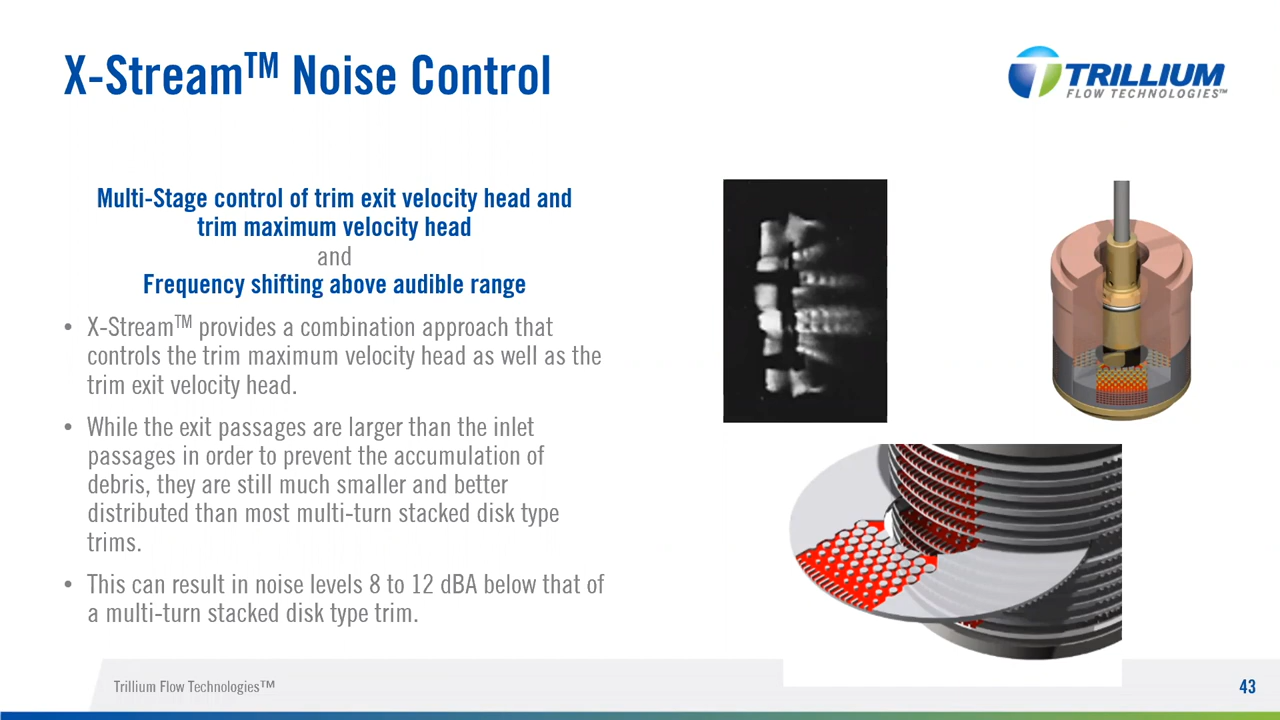 X-Stream™ Noise Control
TRILLIUM
FLOW TECHNOLOGIES™
Multi-Stage control of trim exit velocity head and
trim maximum velocity head
and
Frequency shifting above audible range
• X-Stream™ provides a combination approach that
controls the trim maximum velocity head as well as the
trim exit velocity head.
• While the exit passages are larger than the inlet
passages in order to prevent the accumulation of
debris, they are still much smaller and better
distributed than most multi-turn stacked disk type
trims.
• This can result in noise levels 8 to 12 dBA below that of
a multi-turn stacked disk type trim.
Trillium Flow Technologies™
43